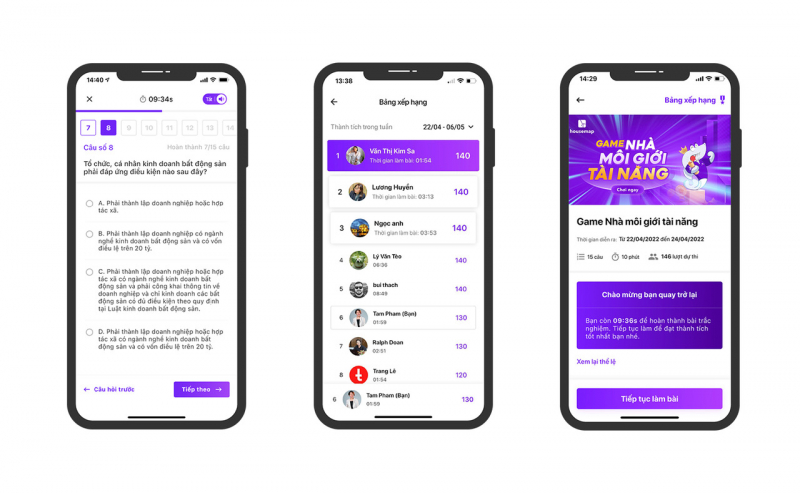 14:40
09:34s
Tắt
7 8 9 10 11 12 13 14
Câu số 8
Hoàn thành 7/15 câu
Tổ chức, cá nhân kinh doanh bất động sản
phải đáp ứng điều kiện nào sau đây?
A. Phải thành lập doanh nghiệp hoặc hợp
tác xã.
B. Phải thành lập doanh nghiệp có ngành
nghề kinh doanh bất động sản và có vốn
điều lệ trên 20 tỷ.
C. Phải thành lập doanh nghiệp hoặc hợp
tác xã có ngành nghề kinh doanh bất động
sản và phải công khai thông tin về
doanh nghiệp và chỉ kinh doanh các bất
động sản có đủ điều kiện theo quy định
tại Luật kinh doanh bất động sản.
D. Phải thành lập doanh nghiệp hoặc hợp
tác xã có ngành nghề kinh doanh bất
động sản và có vốn điều lệ trên 20 tỷ.
Câu hỏi trước
Tiếp theo
13:38
Bảng xếp hạng
Thành tích trong tuần
22/04 - 06/05
1 Văn Thị Kim Sa 140
Thời gian làm bài: 01:54
2 Lương Huyền 140
Thời gian làm bài: 03:13
3 Ngọc anh 140
Thời gian làm bài: 03:53
4 Lý Văn Tèo 140
06:36
5 bui thach 140
08:49
6 Tam Pham (Bạn) 130
01:59
7 Ralph Doan 130
02:51
8 Trang Lê 120
01:54
6 Tam Pham (Bạn) 130
01:59
14:29
Bảng xếp hạng
housemap
GAME NHÀ
MÔI GIỚI
TÀI NĂNG
Chơi ngay
Game Nhà môi giới tài năng
Thời gian diễn ra: Từ 22/04/2022 đến 24/04/2022
15 câu
10 phút
146 lượt dự thi
Chào mừng bạn quay trở lại
Bạn còn 09:36s để hoàn thành bài trắc
nghiệm. Tiếp tục làm để đạt thành tích
tốt nhất bạn nhé.
Xem lại thể lệ
Tiếp tục làm bài